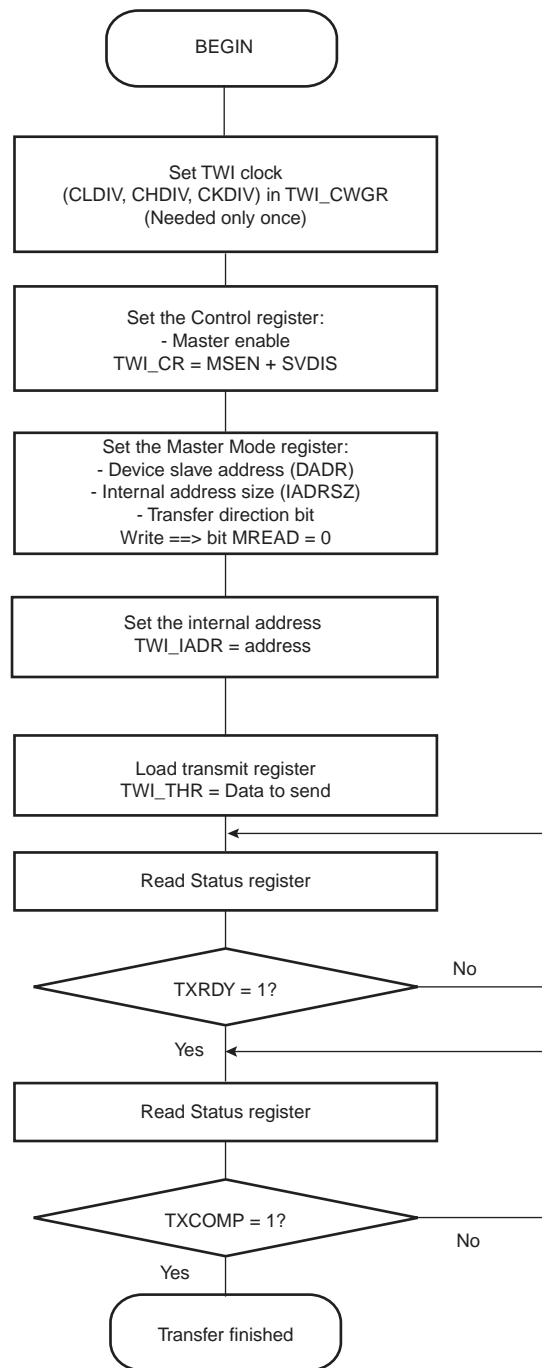 BEGIN
Set TWI clock
(CLDIV, CHDIV, CKDIV) in TWI_CWGR
(Needed only once)
Set the Control register:
- Master enable
TWI_CR = MSEN + SVDIS
Set the Master Mode register:
- Device slave address (DADR)
- Internal address size (IADRSZ)
- Transfer direction bit
Write ==> bit MREAD = 0
Set the internal address
TWI_IADR = address
Load transmit register
TWI_THR = Data to send
Read Status register
TXRDY = 1?
No
Yes
Read Status register
TXCOMP = 1?
No
Yes
Transfer finished